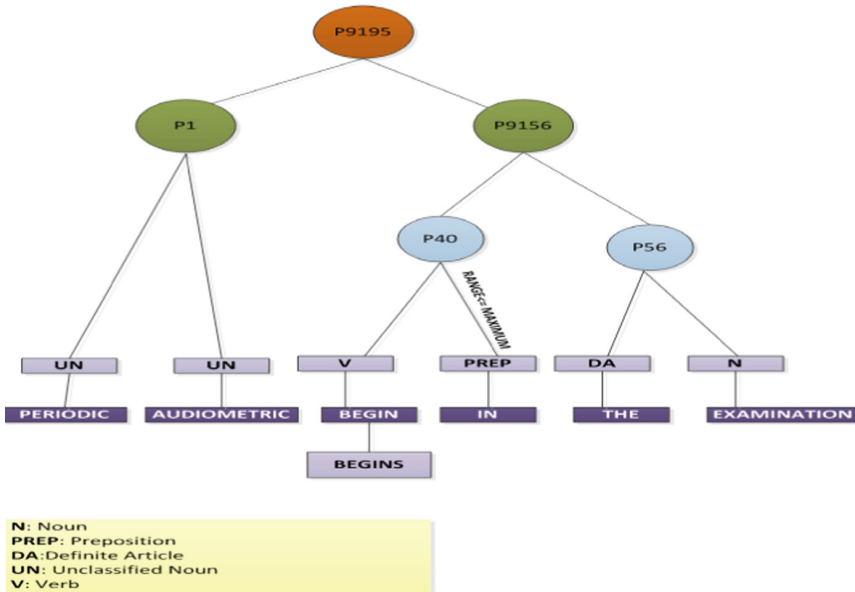 P9195
P1
P9156
P40
P56
RANGE<= MAXIMUM
UN
UN
V
PREP
DA
N
PERIODIC
AUDIOMETRIC
BEGIN
IN
THE
EXAMINATION
BEGINS
N: Noun
PREP: Preposition
DA:Definite Article
UN: Unclassified Noun
V: Verb